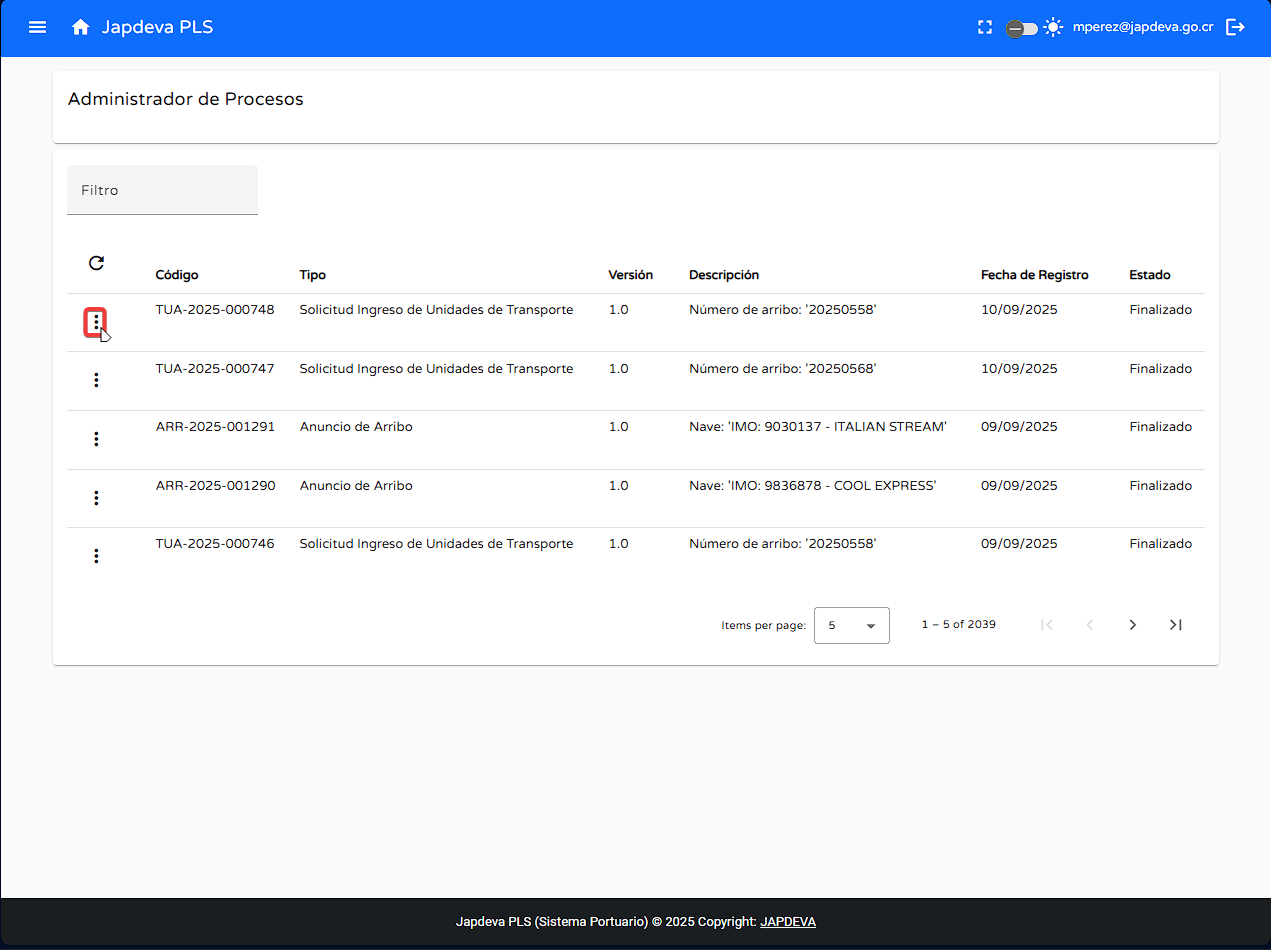 Japdeva PLS mperez@japdeva.go.cr
Administrador de Procesos
Filtro
Código Tipo Versión Descripción Fecha de Registro Estado
TUA-2025-000748 Solicitud Ingreso de Unidades de Transporte 1.0 Número de arribo: '20250558' 10/09/2025 Finalizado
TUA-2025-000747 Solicitud Ingreso de Unidades de Transporte 1.0 Número de arribo: '20250568' 10/09/2025 Finalizado
ARR-2025-001291 Anuncio de Arribo 1.0 Nave: 'IMO: 9030137 - ITALIAN STREAM' 09/09/2025 Finalizado
ARR-2025-001290 Anuncio de Arribo 1.0 Nave: 'IMO: 9836878 - COOL EXPRESS' 09/09/2025 Finalizado
TUA-2025-000746 Solicitud Ingreso de Unidades de Transporte 1.0 Número de arribo: '20250558' 09/09/2025 Finalizado
Items per page: 5 1 – 5 of 2039
Japdeva PLS (Sistema Portuario) © 2025 Copyright: JAPDEVA